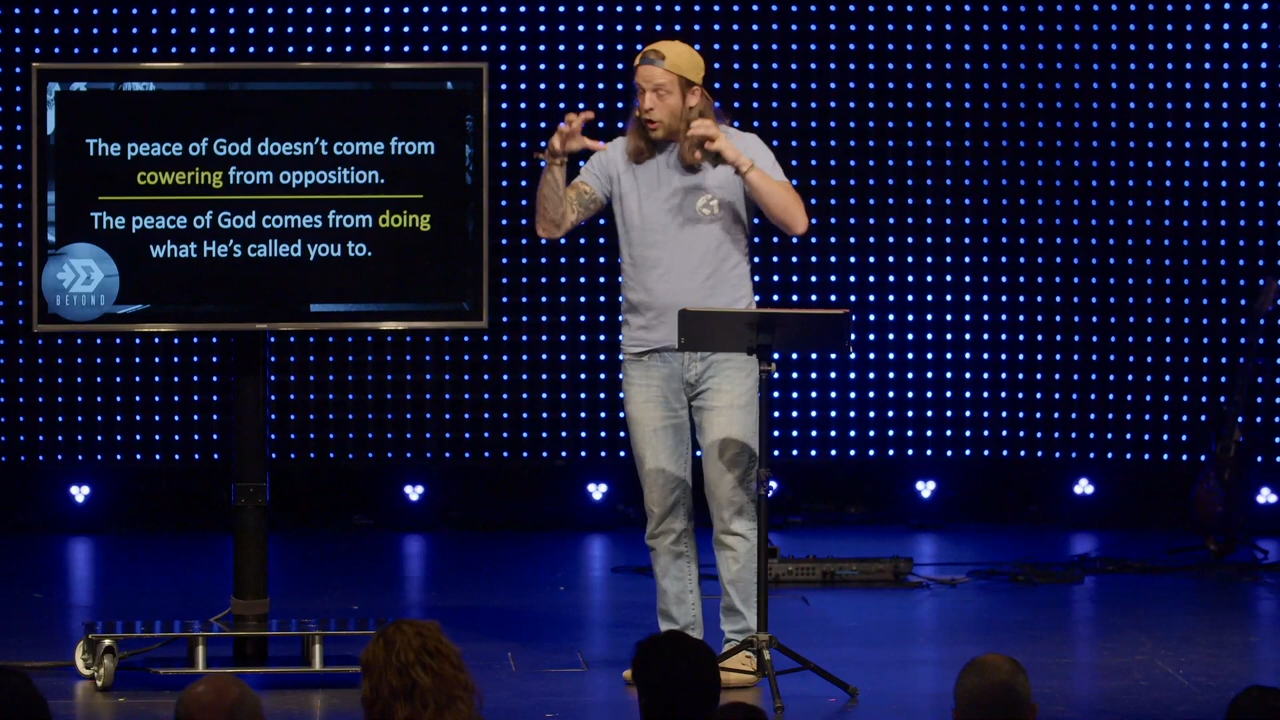 The peace of God doesn't come from
cowering from opposition.
The peace of God comes from doing
what He's called you to.
BEYOND